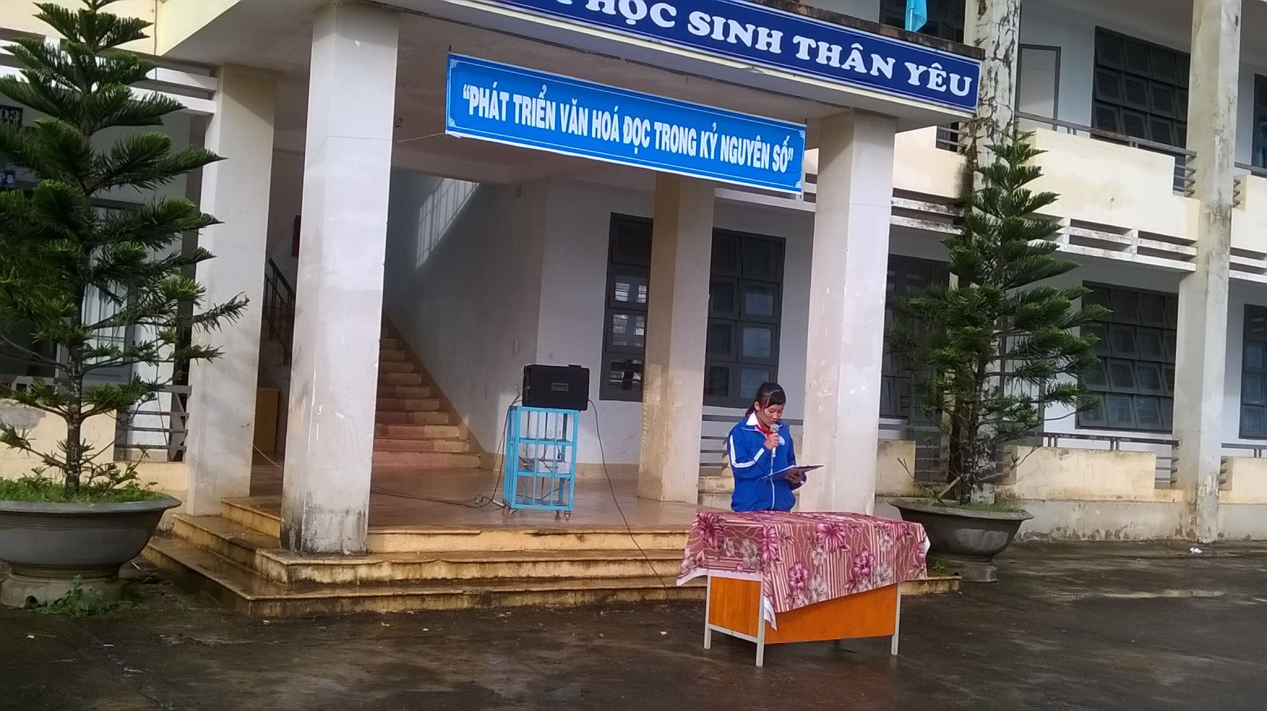 HỌC SINH THÂN YÊU
“PHÁT TRIỂN VĂN HOÁ ĐỌC TRONG KỶ NGUYÊN SỐ”